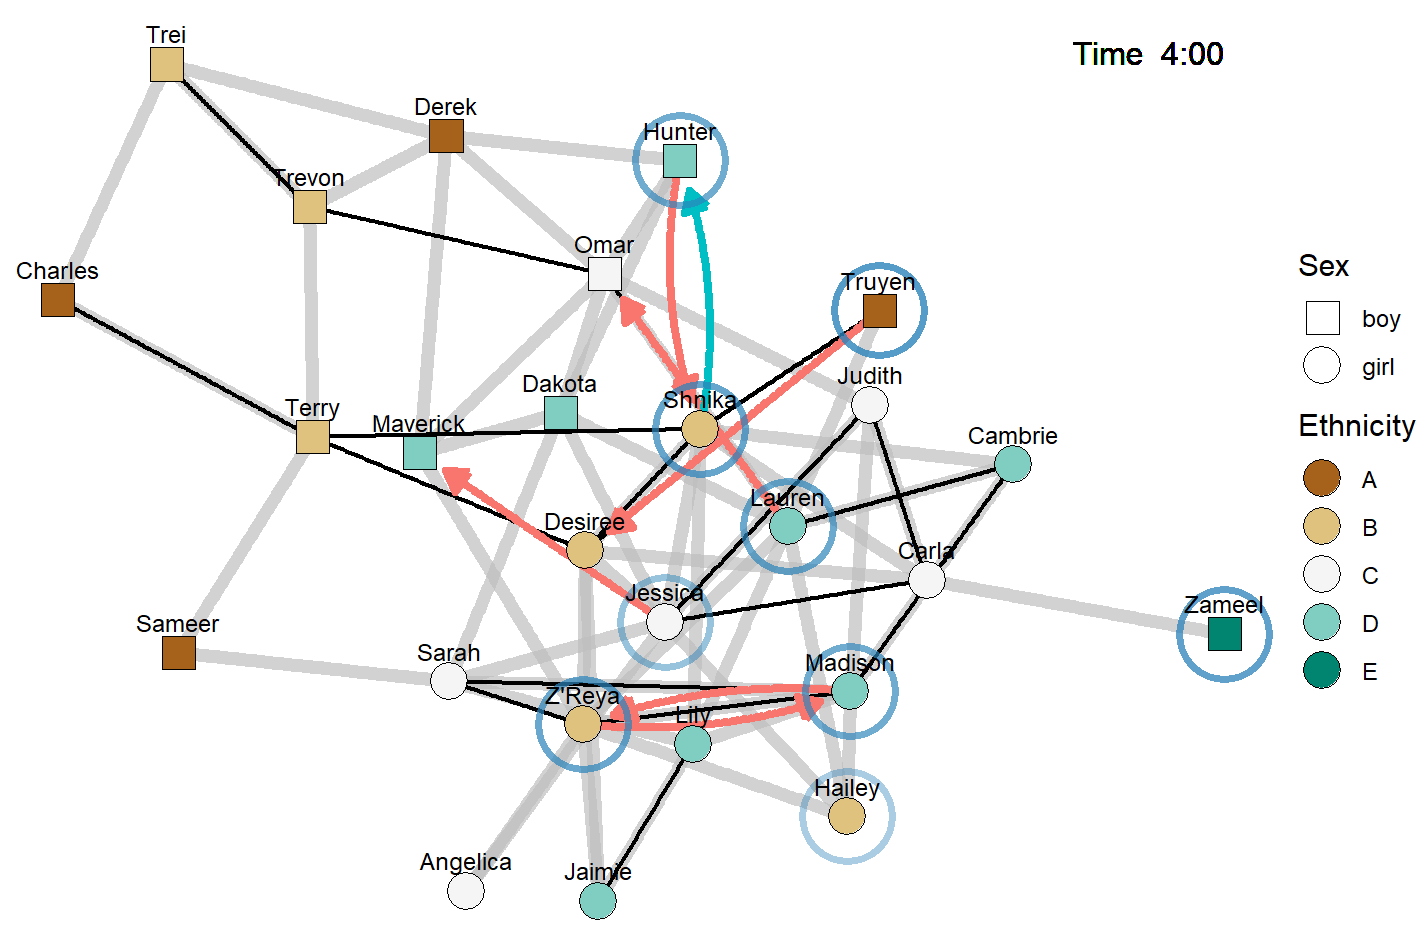 Trei
Time 4:00
Derek
Hunter
Trevon
Omar
Charles
Sex
Truyen
boy
girl
Judith
Dakota
Shnika
Terry
Maverick
Cambrie
Ethnicity
A
Lauren
Desiree
B
Carla
C
Jessica
Zameel
Sameer
D
Sarah
Madison
E
Z'Reya
Lily
Hailey
Angelica
Jaimie